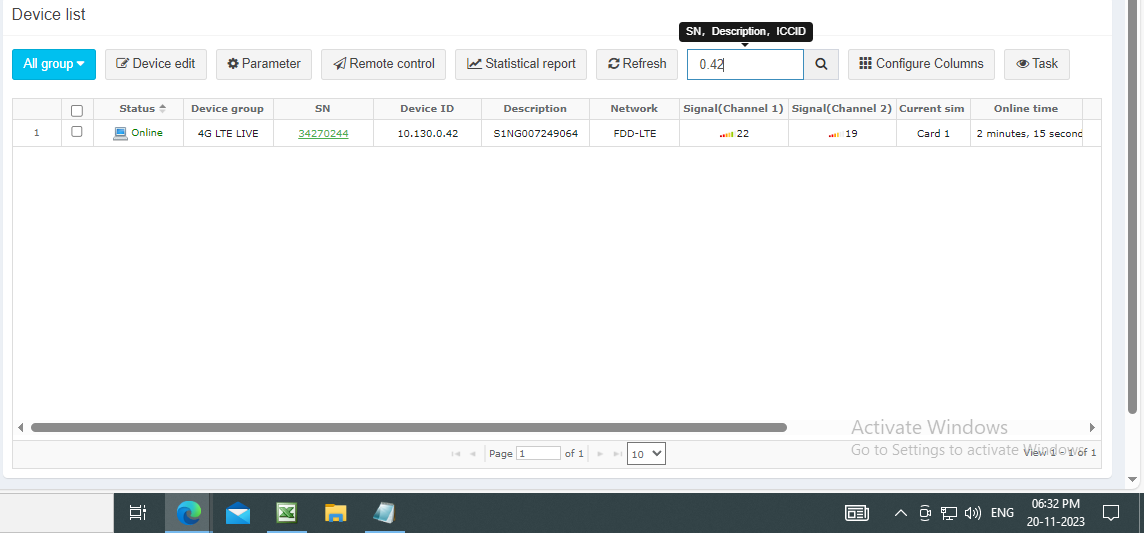 Device list
SN, Description, ICCID
All group Device edit Parameter Remote control Statistical report Refresh 0.42 Configure Columns Task
Status Device group SN Device ID Description Network Signal(Channel 1) Signal(Channel 2) Current sim Online time
1 Online 4G LTE LIVE 34270244 10.130.0.42 S1NG007249064 FDD-LTE 22 19 Card 1 2 minutes, 15 second
Activate Windows
Go to Settings to activate Windows.
Page 1 of 1 10 View 1 - 1 of 1
ENG
06:32 PM
20-11-2023